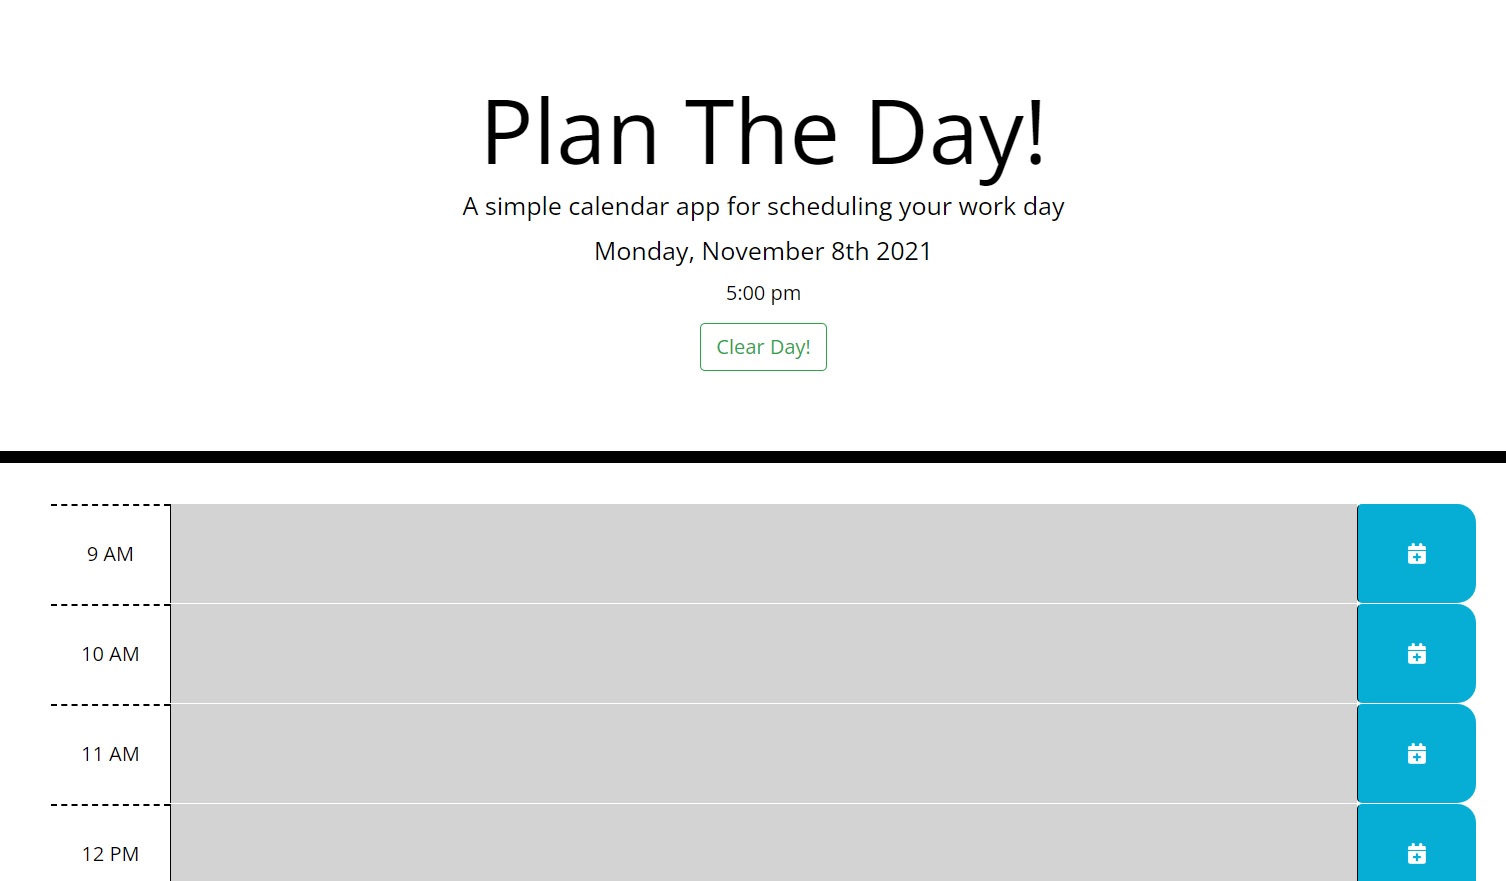 Plan The Day!
A simple calendar app for scheduling your work day
Monday, November 8th 2021
5:00 pm
Clear Day!
9 AM
10 AM
11 AM
12 PM